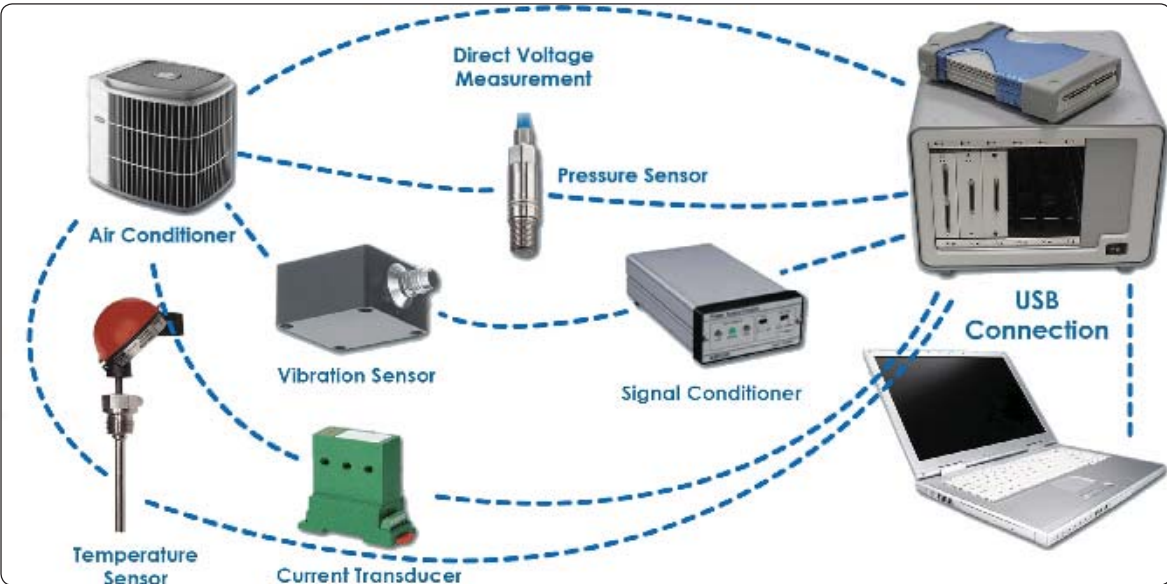 Direct Voltage
Measurement
Pressure Sensor
Air Conditioner
USB
Connection
Vibration Sensor
Signal Conditioner
Temperature
Sensor
Current Transducer